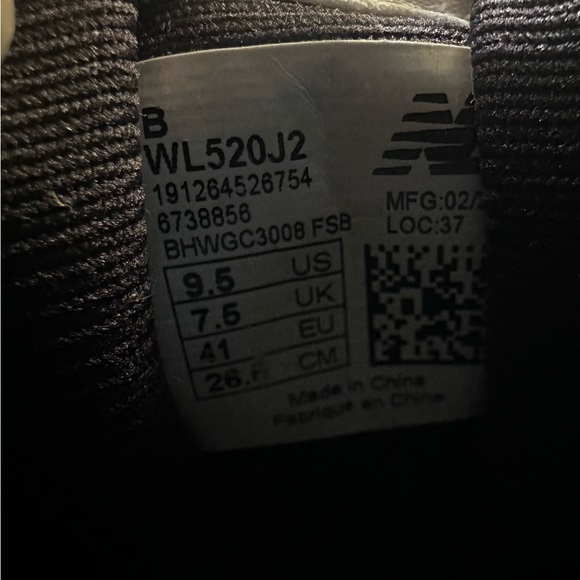 B
WL520J2
191264526754
6738856
BHWGC3008 FSB
9.5 US
7.5 UK
41 EU
CM
MFG:02/
LOC:37
Made in China
Fabriqué en Chine